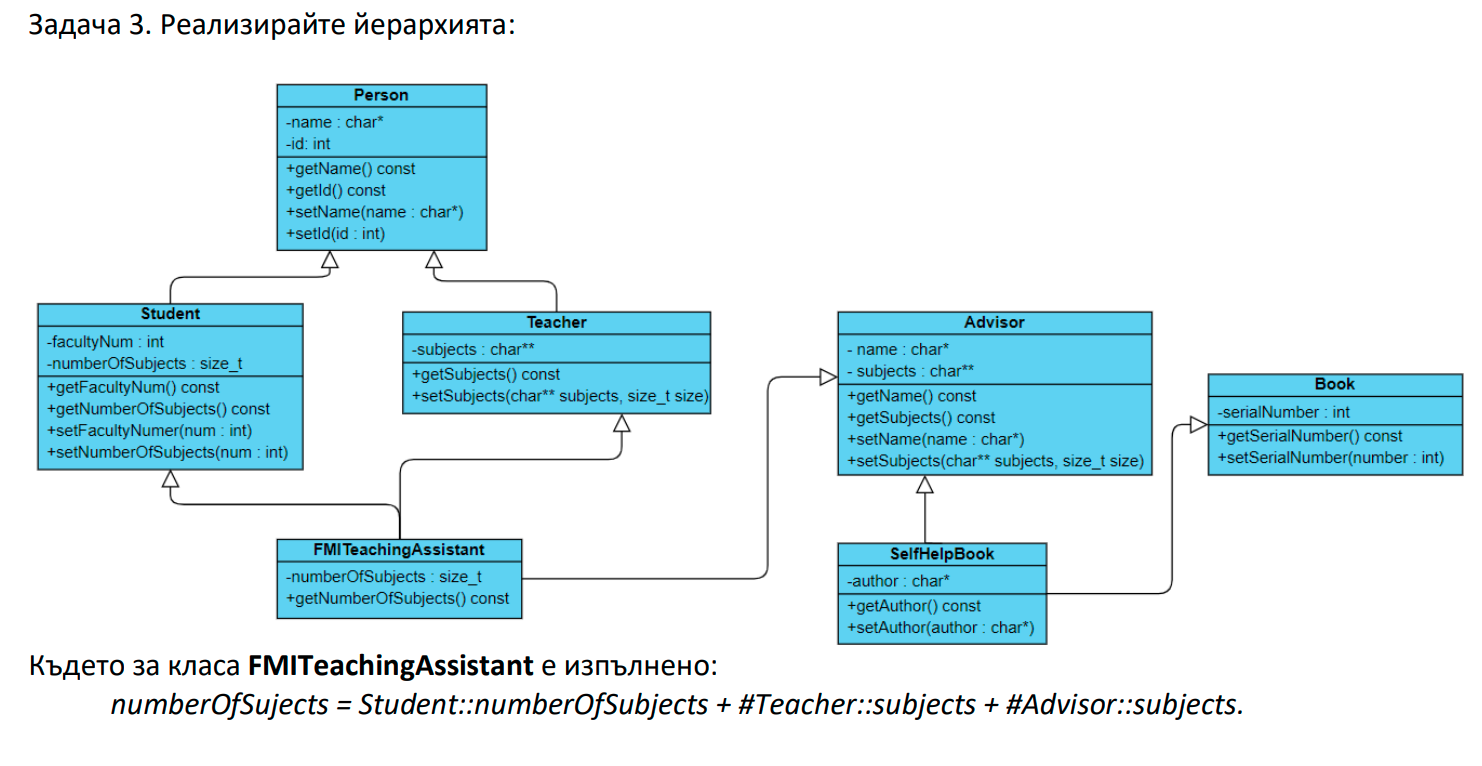 Задача 3. Реализирайте йерархията:
Person
-name : char*
-id: int
+getName() const
+getId() const
+setName(name : char*)
+setId(id : int)
Student
-facultyNum : int
-numberOfSubjects : size_t
+getFacultyNum() const
+getNumberOfSubjects() const
+setFacultyNumer(num : int)
+setNumberOfSubjects(num : int)
Teacher
-subjects : char**
+getSubjects() const
+setSubjects(char** subjects, size_t size)
Advisor
- name : char*
- subjects : char**
+getName() const
+getSubjects() const
+setName(name : char*)
+setSubjects(char** subjects, size_t size)
Book
-serialNumber : int
+getSerialNumber() const
+setSerialNumber(number : int)
FMITeachingAssistant
-numberOfSubjects : size_t
+getNumberOfSubjects() const
SelfHelpBook
-author : char*
+getAuthor() const
+setAuthor(author : char*)
Където за класа FMITeachingAssistant е изпълнено:
numberOfSujects = Student::numberOfSubjects + #Teacher::subjects + #Advisor::subjects.